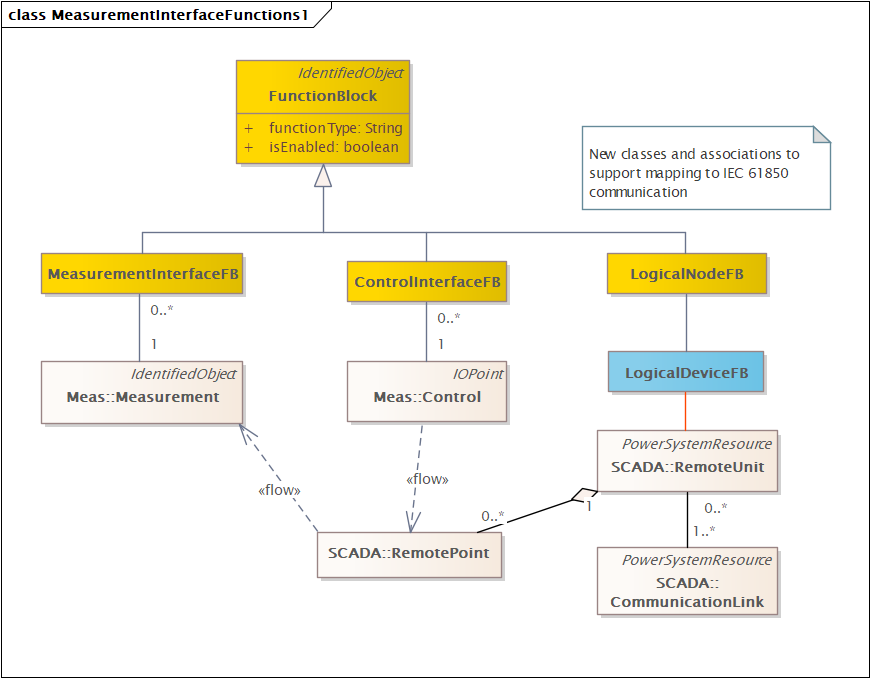 class MeasurementInterfaceFunctions1
IdentifiedObject
FunctionBlock
+ functionType: String
+ isEnabled: boolean
New classes and associations to
support mapping to IEC 61850
communication
MeasurementInterfaceFB
ControlInterfaceFB
LogicalNodeFB
0..*
1
0..*
1
IdentifiedObject
Meas::Measurement
IOPoint
Meas::Control
LogicalDeviceFB
PowerSystemResource
SCADA::RemoteUnit
«flow»
«flow»
0..*
1
0..*
1..*
SCADA::RemotePoint
PowerSystemResource
SCADA::
CommunicationLink